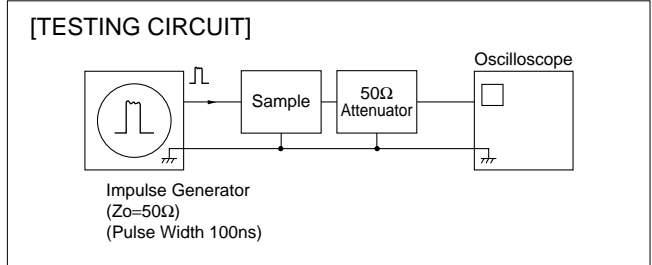 [TESTING CIRCUIT]
Oscilloscope
Sample
50Ω
Attenuator
Impulse Generator
(Zo=50Ω)
(Pulse Width 100ns)